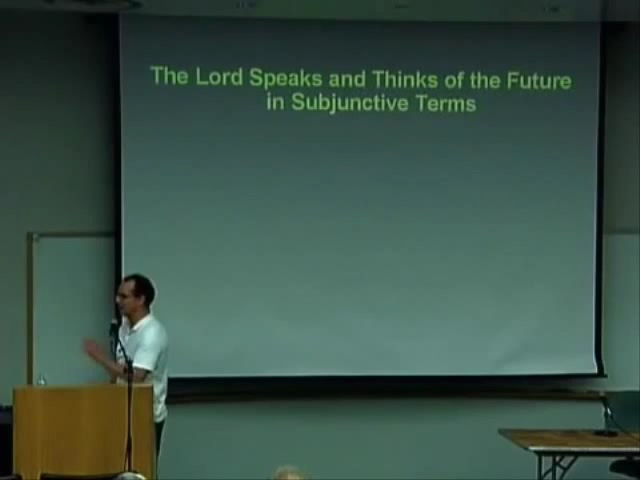 The Lord Speaks and Thinks of the Future
in Subjunctive Terms